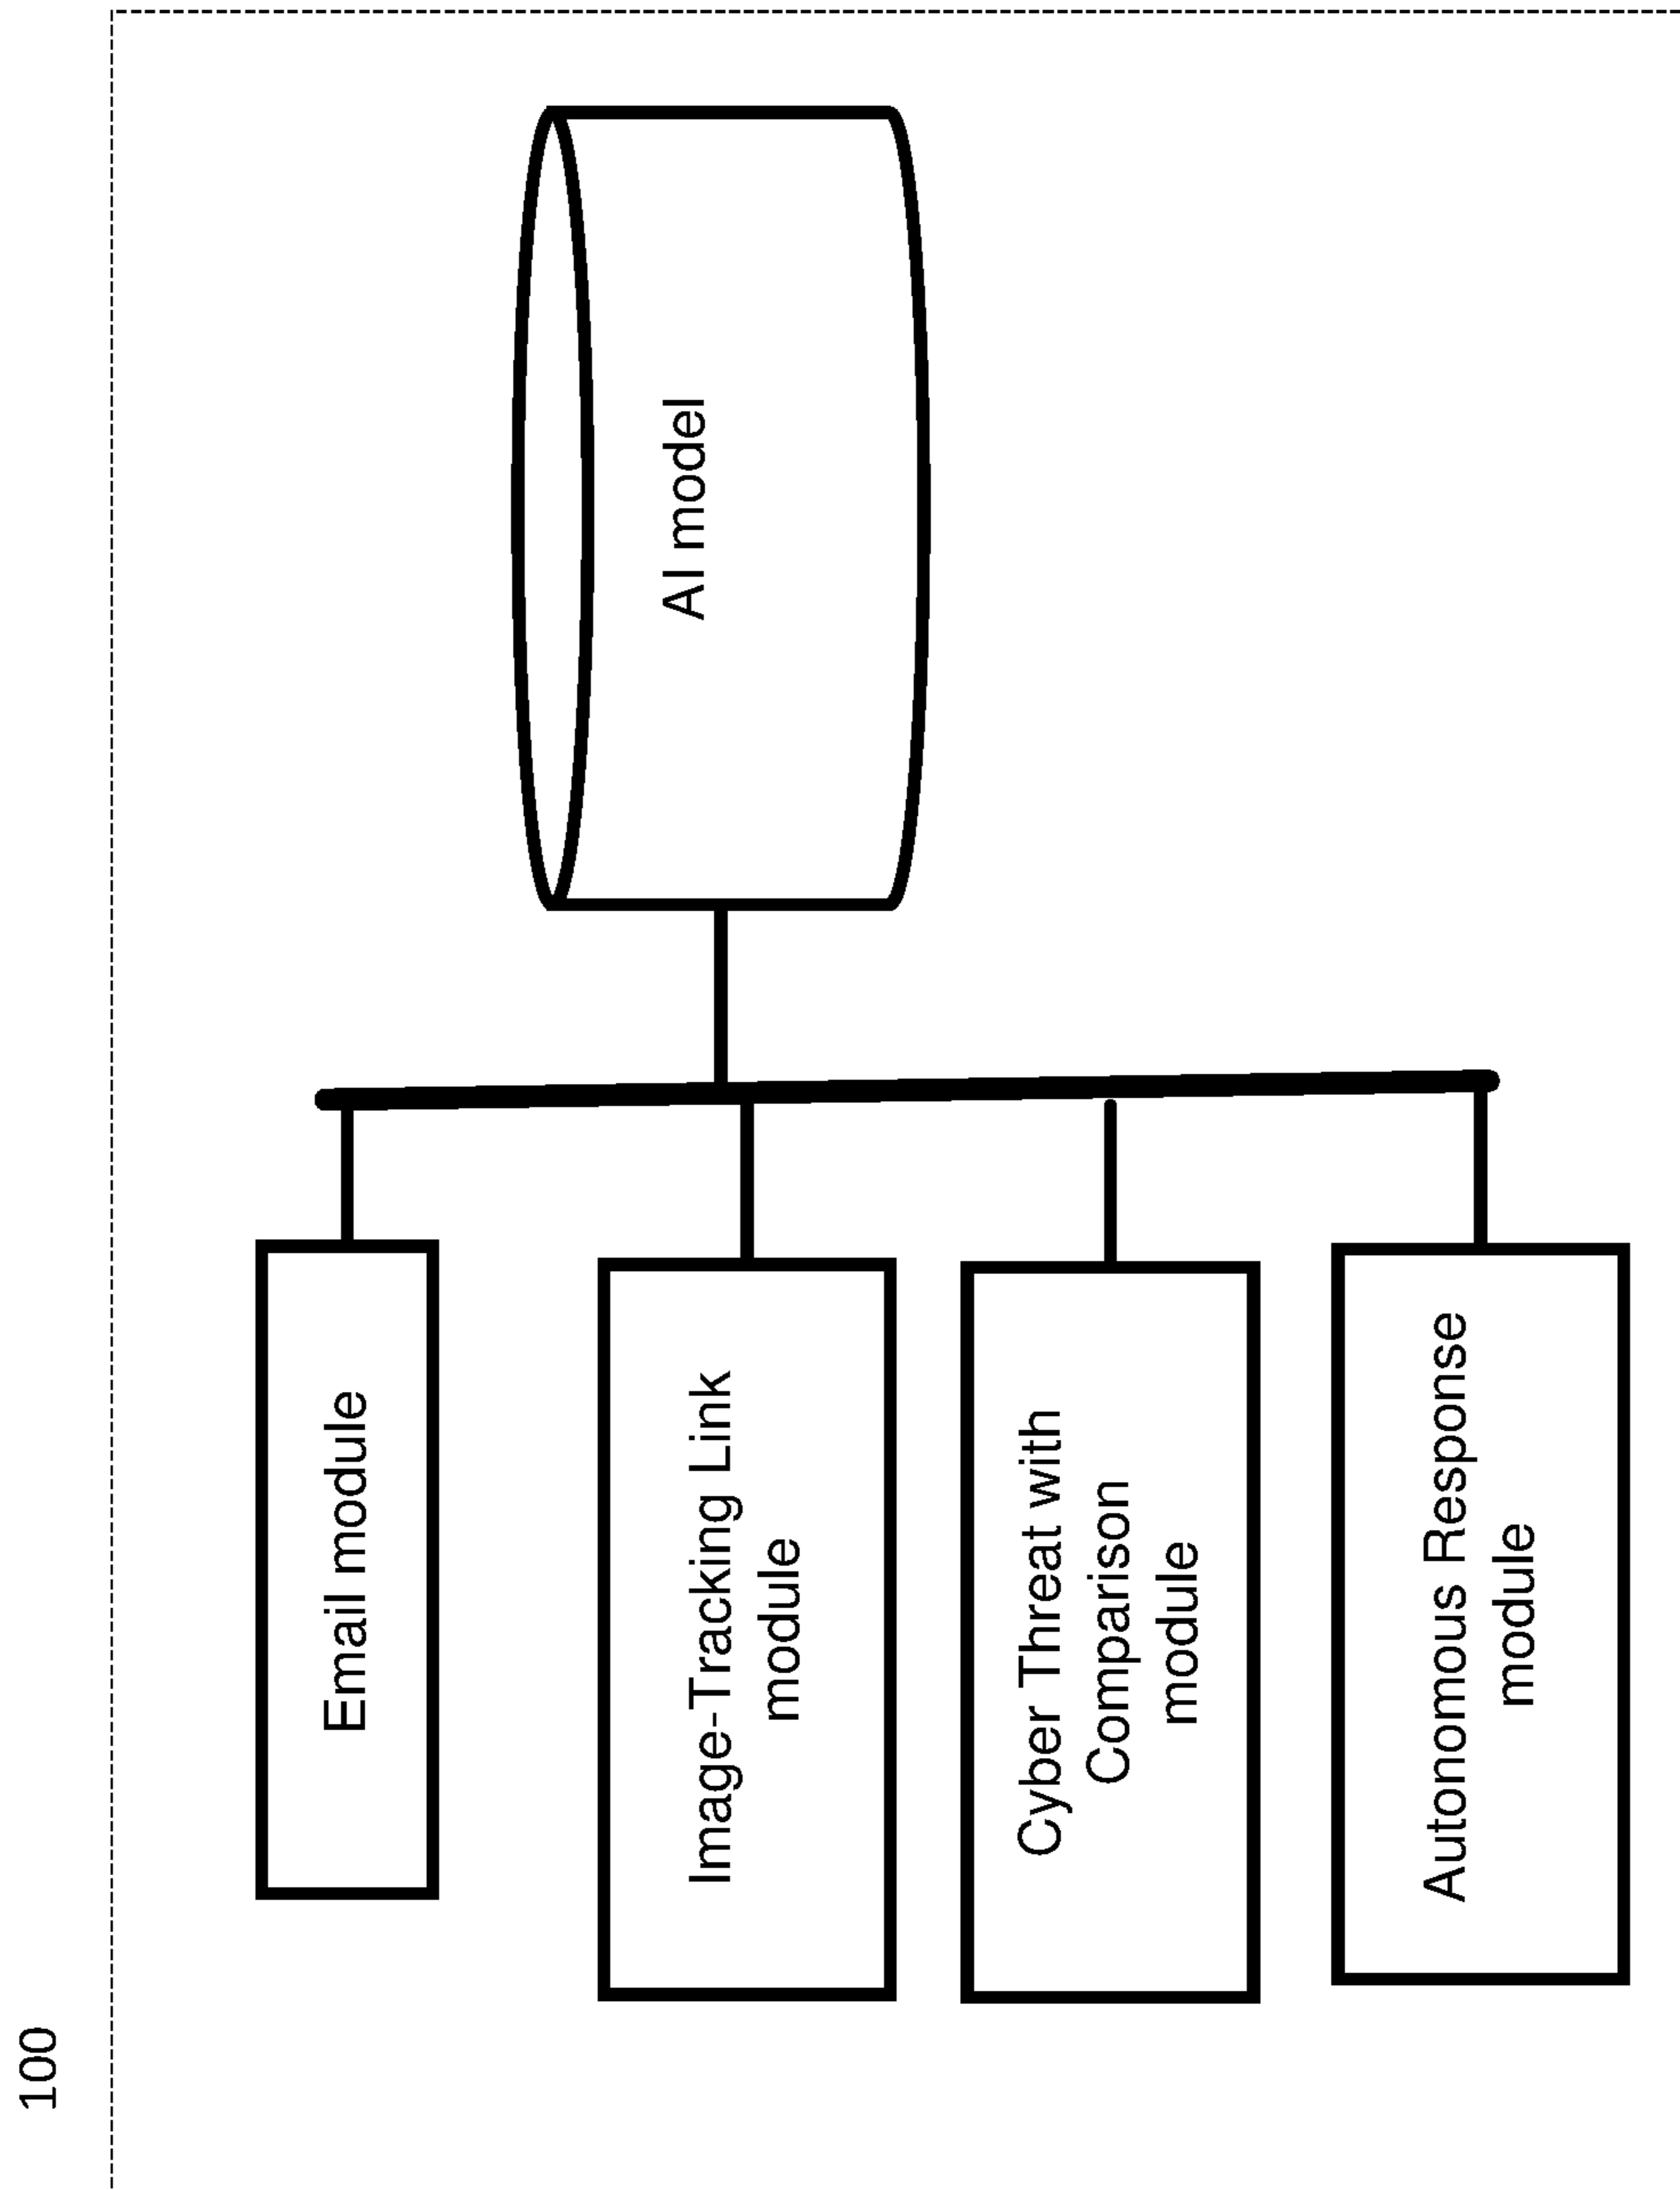 100
Email module
Image-Tracking Link
module
Cyber Threat with
Comparison
module
Autonomous Response
module
AI model